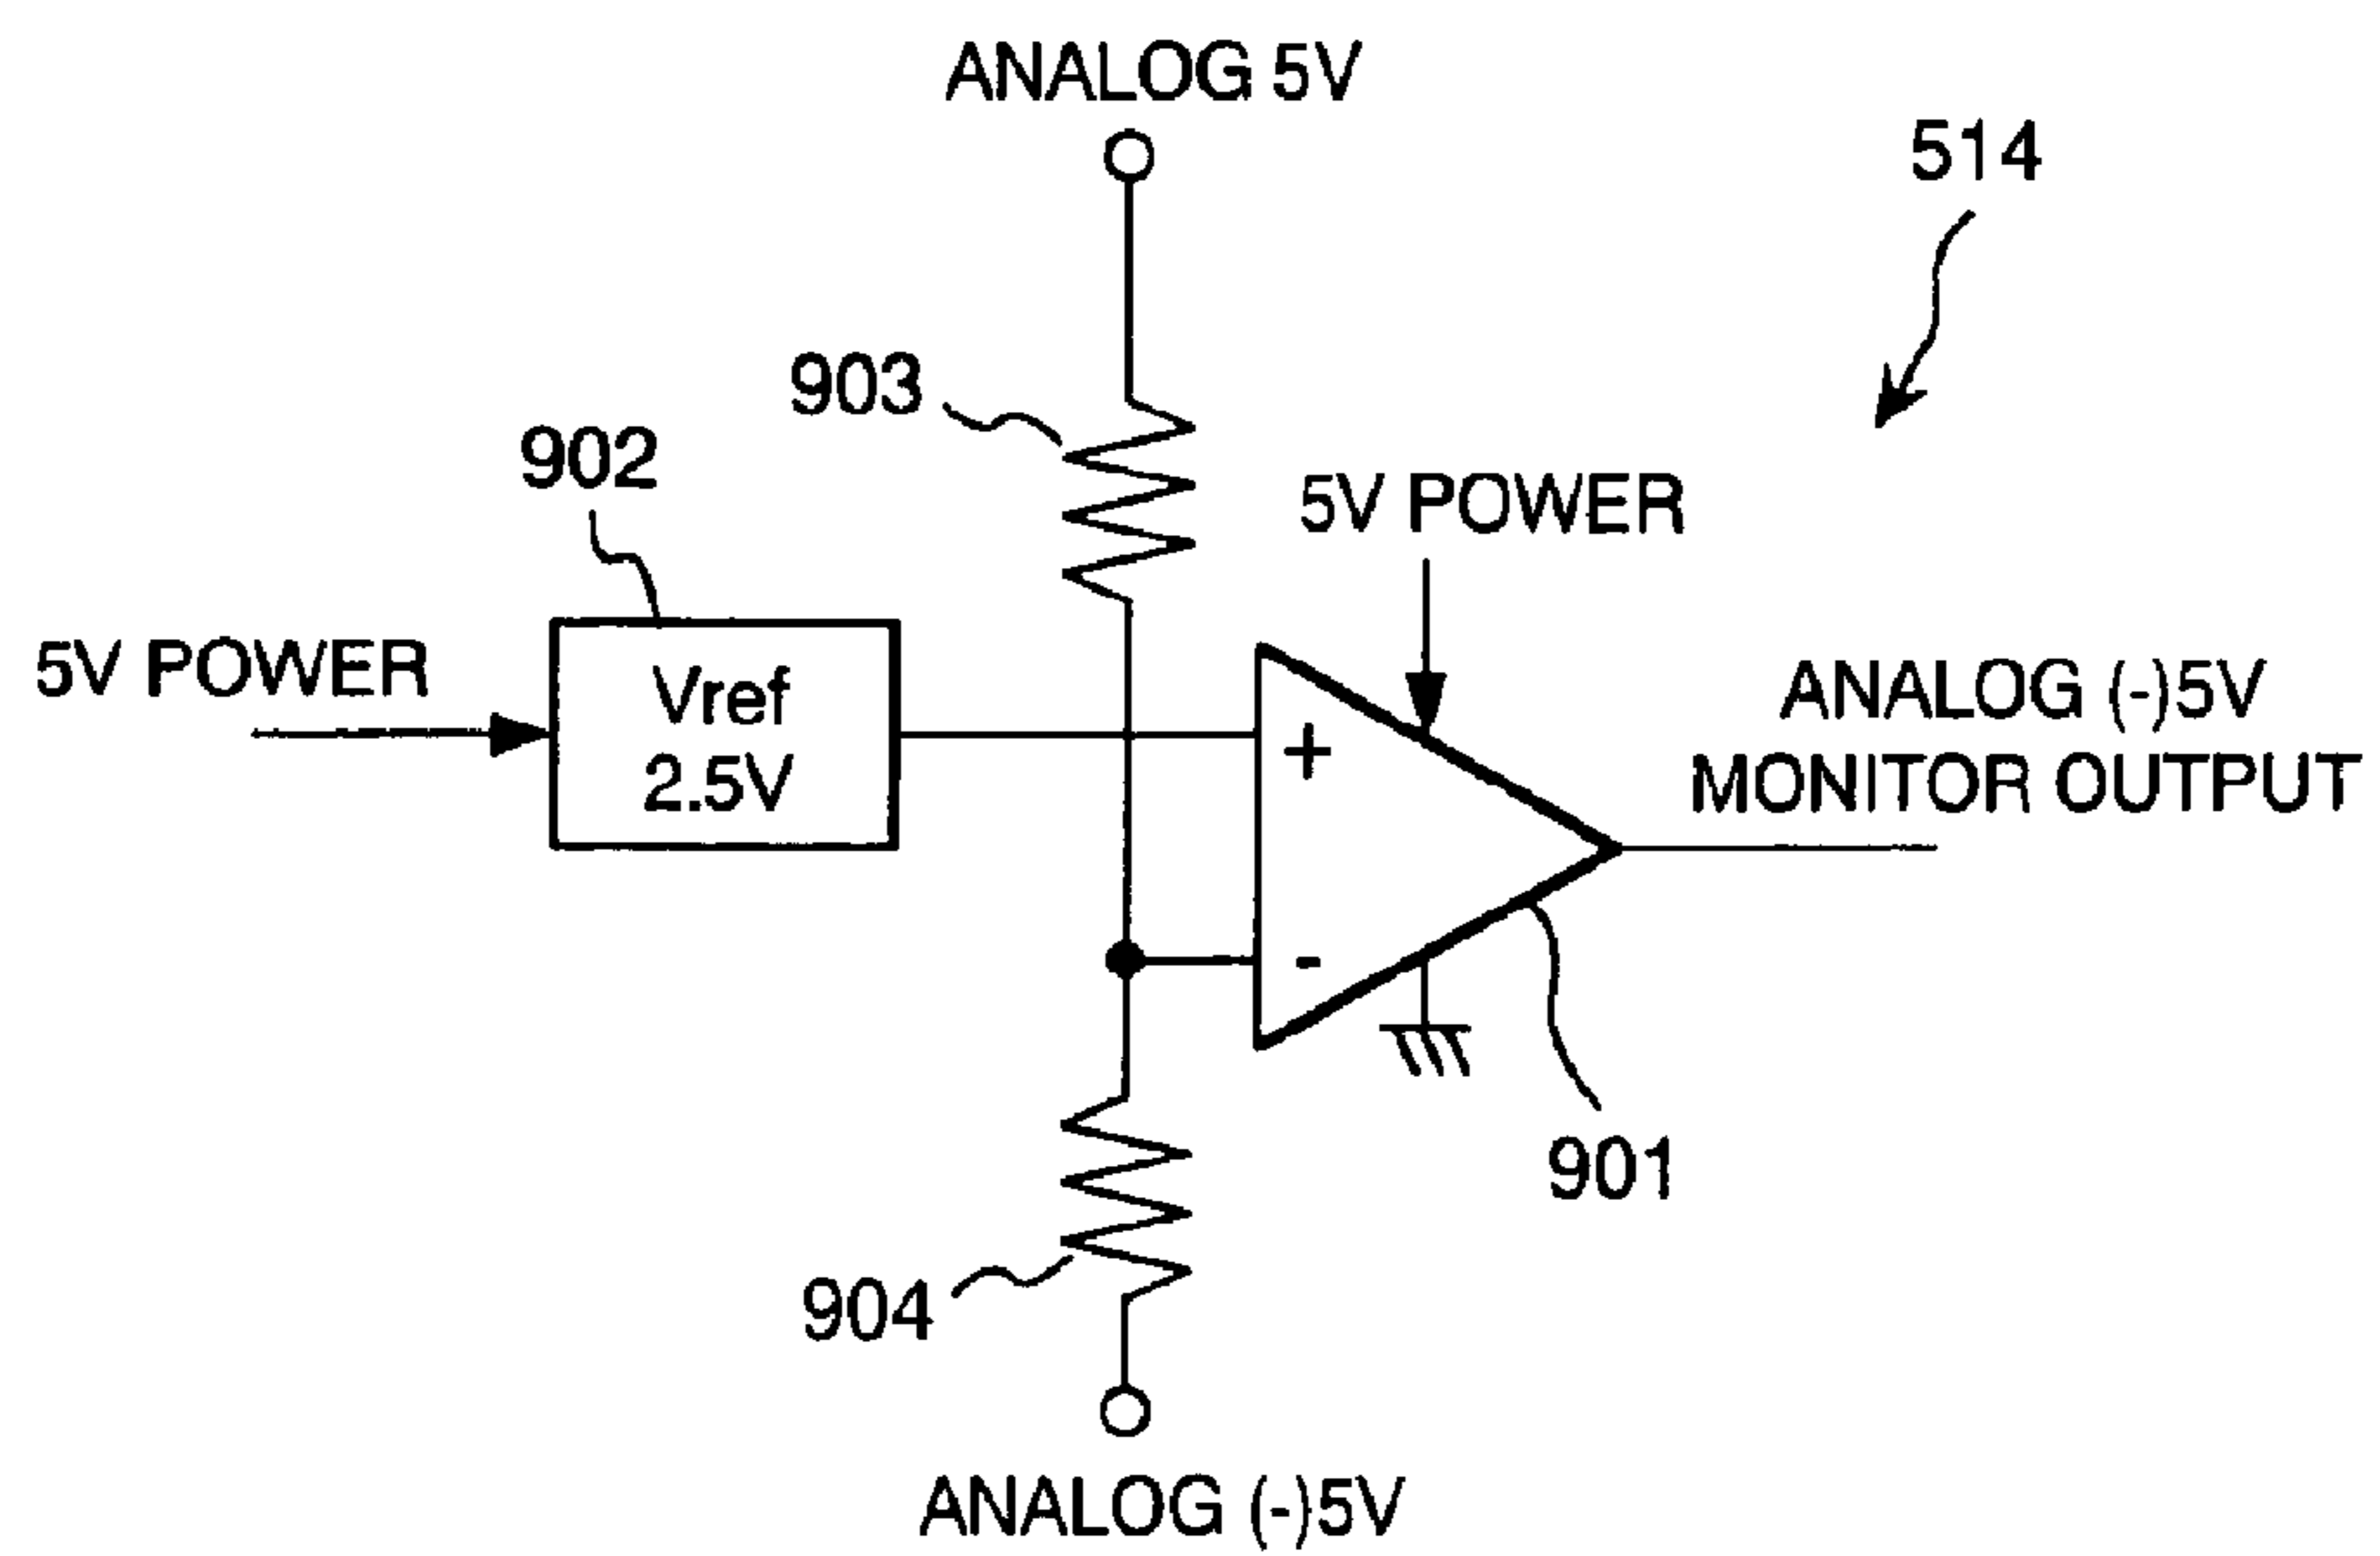 ANALOG 5V
514
903
902
5V POWER
5V POWER
Vref
2.5V
+
-
ANALOG (-)5V
MONITOR OUTPUT
901
904
ANALOG (-)5V